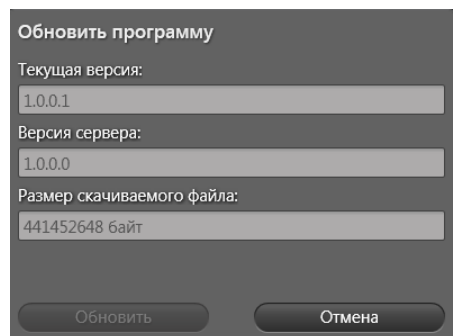 Обновить программу
Текущая версия:
1.0.0.1
Версия сервера:
1.0.0.0
Размер скачиваемого файла:
441452648 байт
Обновить
Отмена